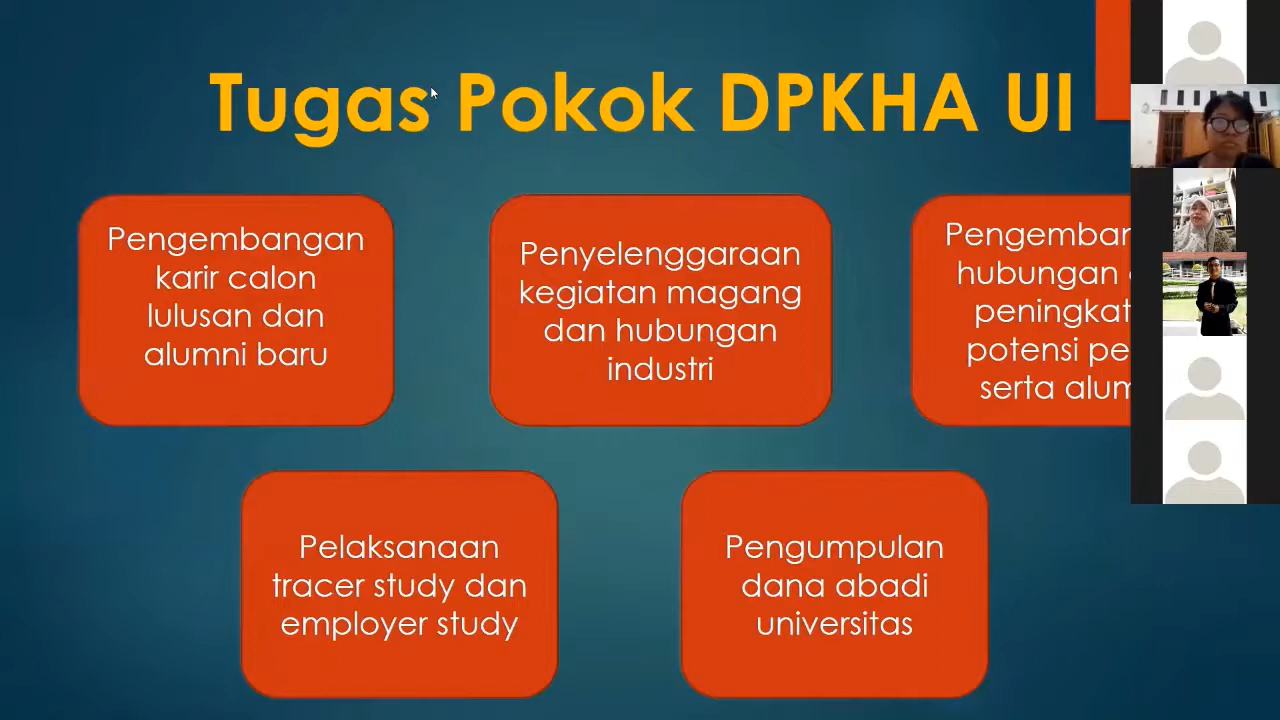 Tugas Pokok DPKHA UI
Pengembangan
karir calon
lulusan dan
alumni baru
Penyelenggaraan
kegiatan magang
dan hubungan
industri
hubungan
potensi
serta
Pelaksanaan
tracer study dan
employer study
Pengumpulan
dana abadi
universitas